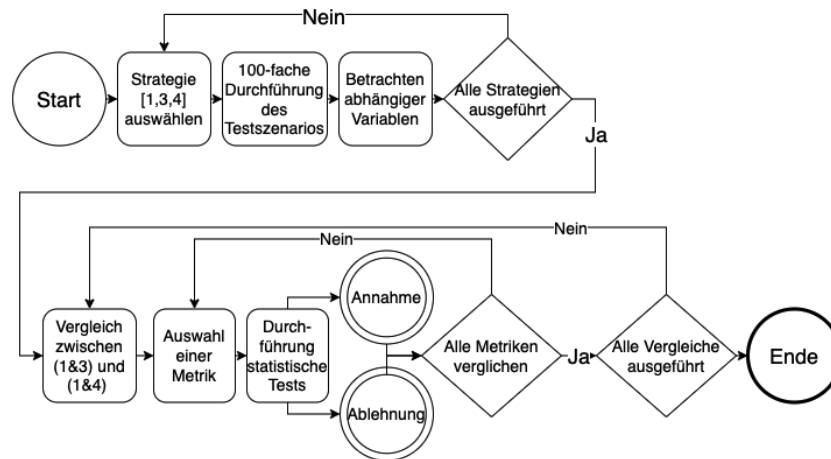 Nein
Start
Strategie
[1,3,4]
auswählen
100-fache
Durchführung
des
Testszenarios
Betrachten
abhängiger
Variablen
Alle Strategien
ausgeführt
Ja
Nein
Nein
Vergleich
zwischen
(1&3) und
(1&4)
Auswahl
einer
Metrik
Durch-
führung
statistische
Tests
Annahme
Ablehnung
Alle Metriken
verglichen
Ja
Alle Vergleiche
ausgeführt
Ende